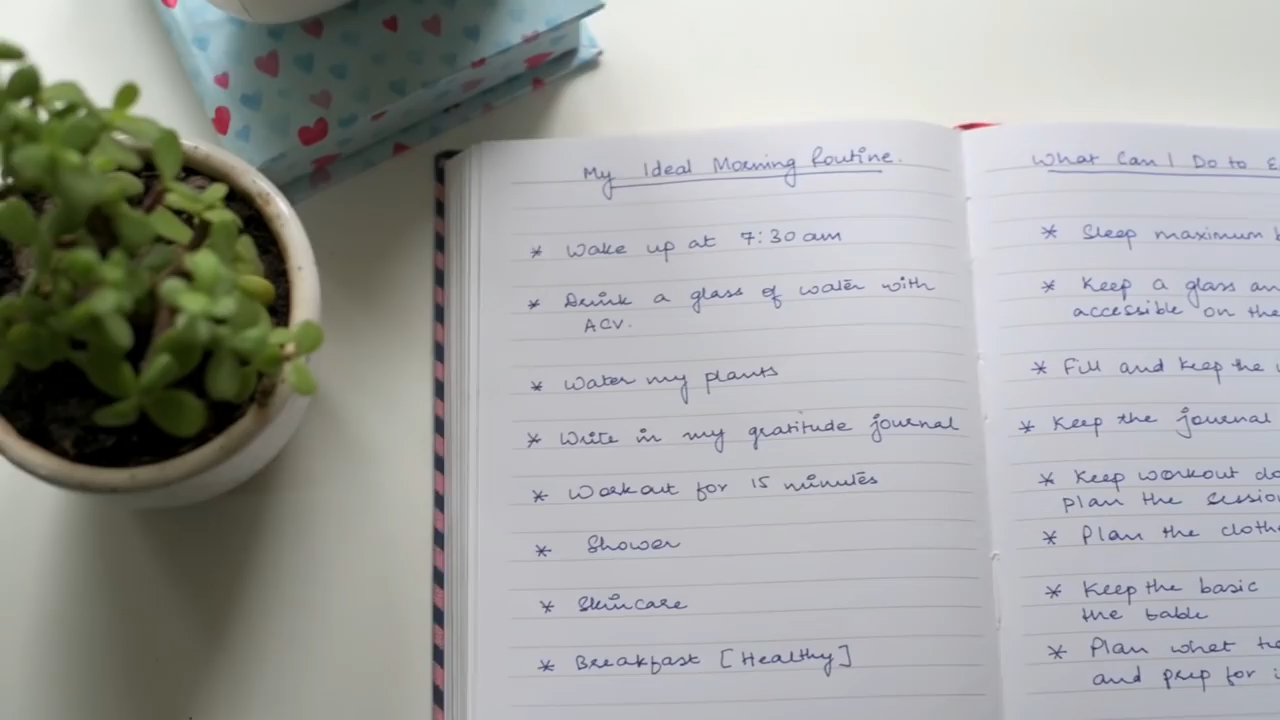 My Ideal Morning Routine.
* Wake up at 7:30 am
* Drink a glass of water with
ACV.
* Water my plants
* Write in my gratitude journal
* Workout for 15 minutes
* Shower
* Skincare
* Breakfast [Healthy]
What Can I Do to E
* Sleep maximum b
* Keep a glass an
accessible on the
* Fill and keep the
* Keep the journal
* Keep workout
plan the
* Plan the
* Keep the basic
the table
* Plan what
and prep for